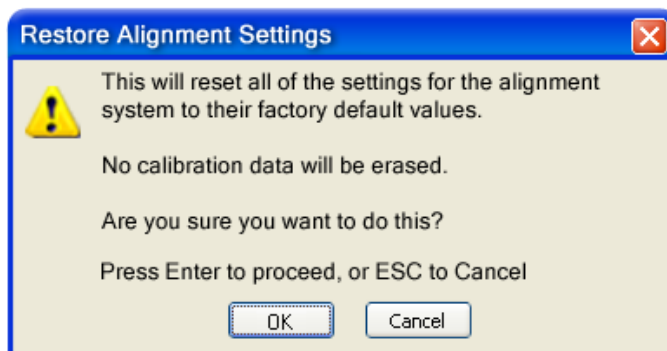 Restore Alignment Settings
This will reset all of the settings for the alignment
system to their factory default values.
No calibration data will be erased.
Are you sure you want to do this?
Press Enter to proceed, or ESC to Cancel
OK
Cancel